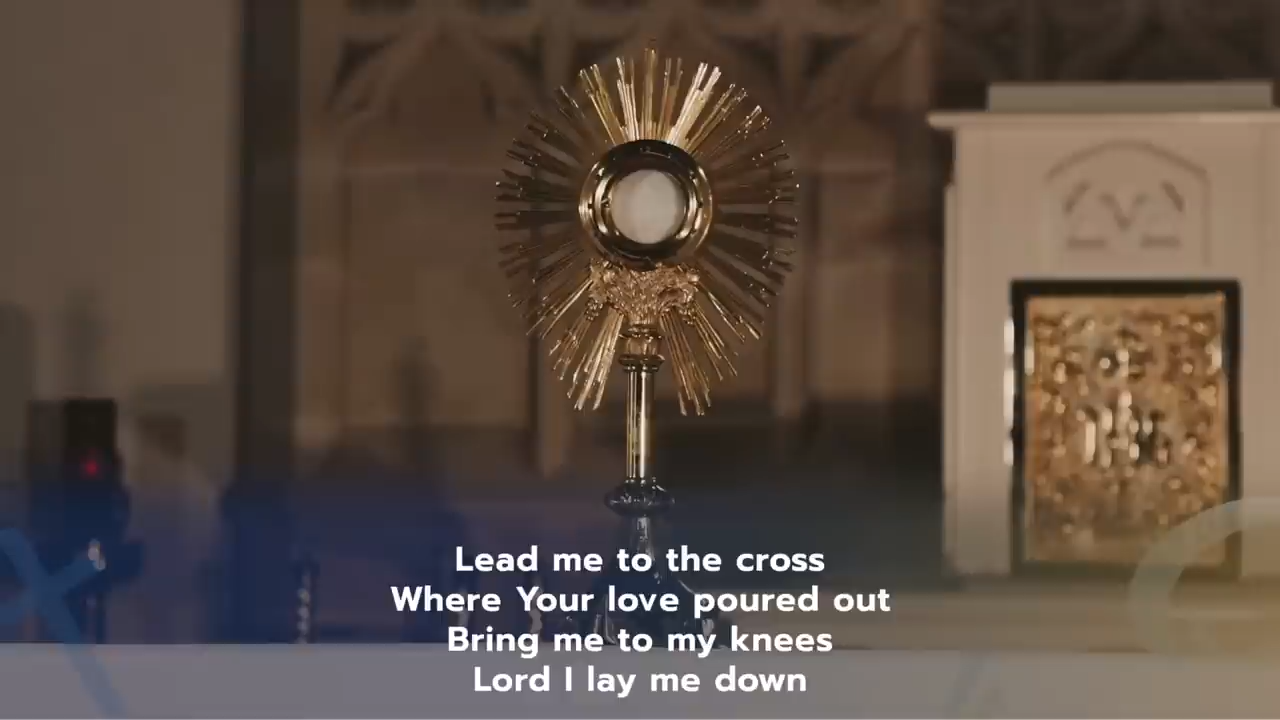 Lead me to the cross
Where Your love poured out
Bring me to my knees
Lord I lay me down
IHS